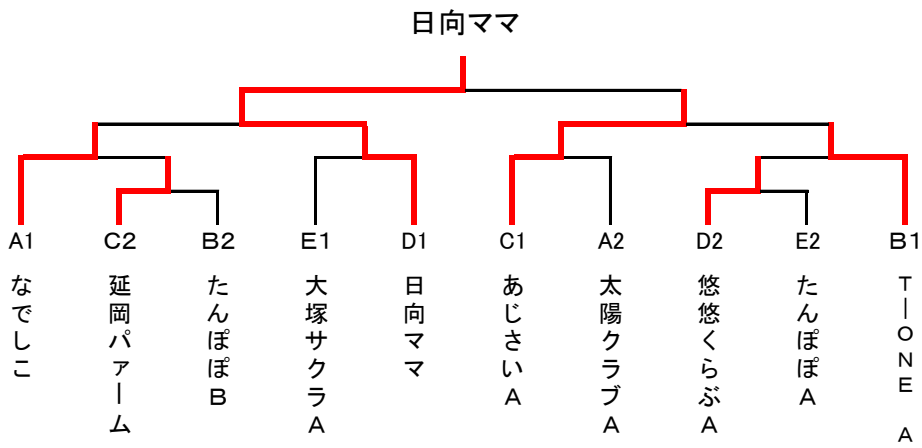 日向ママ
A1
C2
B2
E1
D1
C1
A2
D2
E2
B1
なでしこ
延岡パァーム
たんぽぽB
大塚サクラA
日向ママ
あじさいA
太陽クラブA
悠悠くらぶA
たんぽぽA
T―ONE A